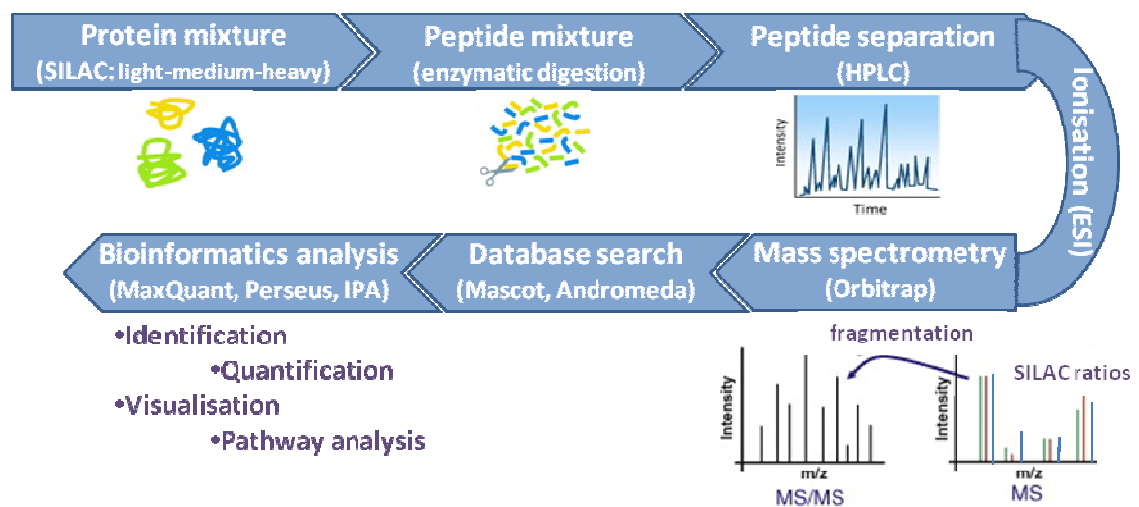 Protein mixture
(SILAC: light-medium-heavy)
Peptide mixture
(enzymatic digestion)
Peptide separation
(HPLC)
Ionisation (ESI)
Intensity
Time
Bioinformatics analysis
(MaxQuant, Perseus, IPA)
Database search
(Mascot, Andromeda)
Mass spectrometry
(Orbitrap)
•Identification
•Quantification
•Visualisation
•Pathway analysis
fragmentation
SILAC ratios
Intensity
m/z
MS/MS
Intensity
m/z
MS